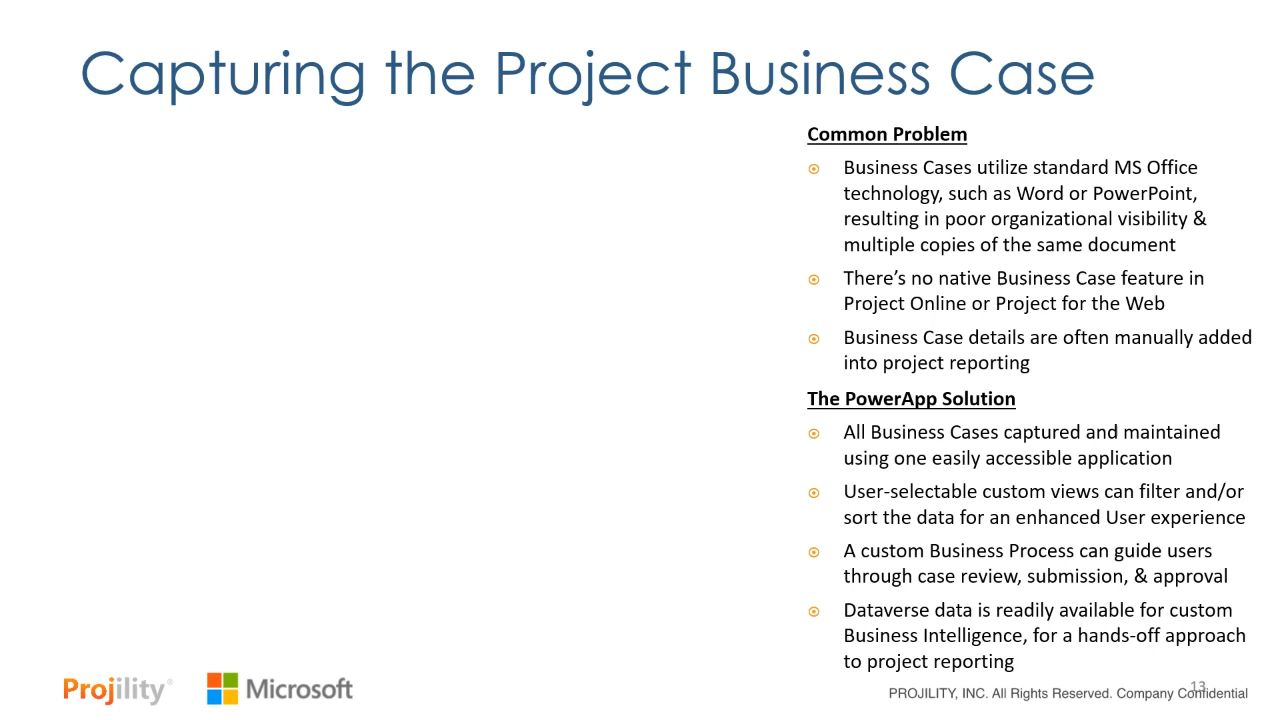 Capturing the Project Business Case
Common Problem
Business Cases utilize standard MS Office
technology, such as Word or PowerPoint,
resulting in poor organizational visibility &
multiple copies of the same document
There’s no native Business Case feature in
Project Online or Project for the Web
Business Case details are often manually added
into project reporting
The PowerApp Solution
All Business Cases captured and maintained
using one easily accessible application
User-selectable custom views can filter and/or
sort the data for an enhanced User experience
A custom Business Process can guide users
through case review, submission, & approval
Dataverse data is readily available for custom
Business Intelligence, for a hands-off approach
to project reporting
Projility®
Microsoft
PROJILITY, INC. All Rights Reserved. Company Confidential
13